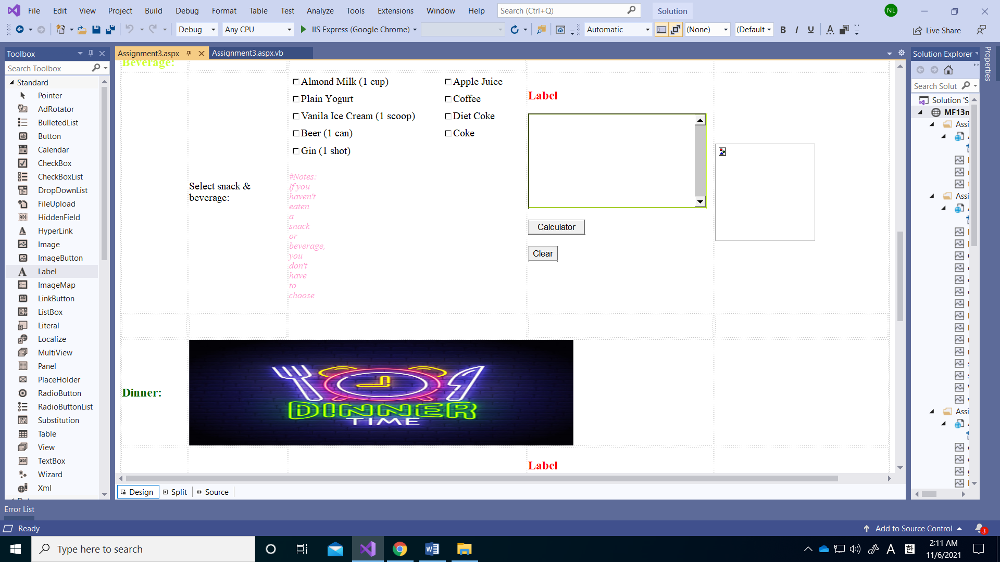 File Edit View Project Build Debug Format Table Test Analyze Tools Extensions Window Help Search (Ctrl+Q) Solution NL
Debug Any CPU IIS Express (Google Chrome) Automatic (None) (Default B I U A Live Share
Toolbox
Search Toolbox
Standard
Pointer
AdRotator
BulletedList
Button
Calendar
CheckBox
CheckBoxList
DropDownList
FileUpload
HiddenField
HyperLink
Image
ImageButton
Label
ImageMap
LinkButton
ListBox
Literal
Localize
MultiView
Panel
PlaceHolder
RadioButton
RadioButtonList
Substitution
Table
View
TextBox
Wizard
Xml
Assignment3.aspx Assignment3.aspx.vb
Beverage:
Select snack &
beverage:
Almond Milk (1 cup) Apple Juice
Plain Yogurt Coffee
Vanila Ice Cream (1 scoop) Diet Coke
Beer (1 can) Coke
Gin (1 shot)
#Notes:
If you
haven't
eaten
a
snack
or
beverage,
you
don't
have
to
choose
Label
Calculator
Clear
Dinner:
DINNER
TIME
Label
Design Split Source
Solution Explorer
Search Solut
Solution 'S
MF13n
Assi
Assi
Assi
Properties
Error List
Ready Add to Source Control 3
Type here to search
A 한 2:11 AM
11/6/2021